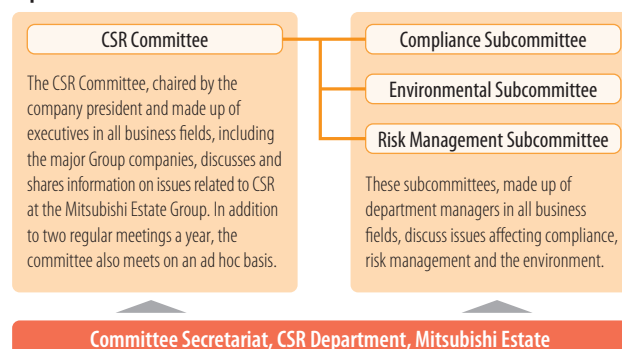 CSR Committee
The CSR Committee, chaired by the
company president and made up of
executives in all business fields, including
the major Group companies, discusses and
shares information on issues related to CSR
at the Mitsubishi Estate Group. In addition
to two regular meetings a year, the
committee also meets on an ad hoc basis.
Compliance Subcommittee
Environmental Subcommittee
Risk Management Subcommittee
These subcommittees, made up of
department managers in all business
fields, discuss issues affecting compliance,
risk management and the environment.
Committee Secretariat, CSR Department, Mitsubishi Estate